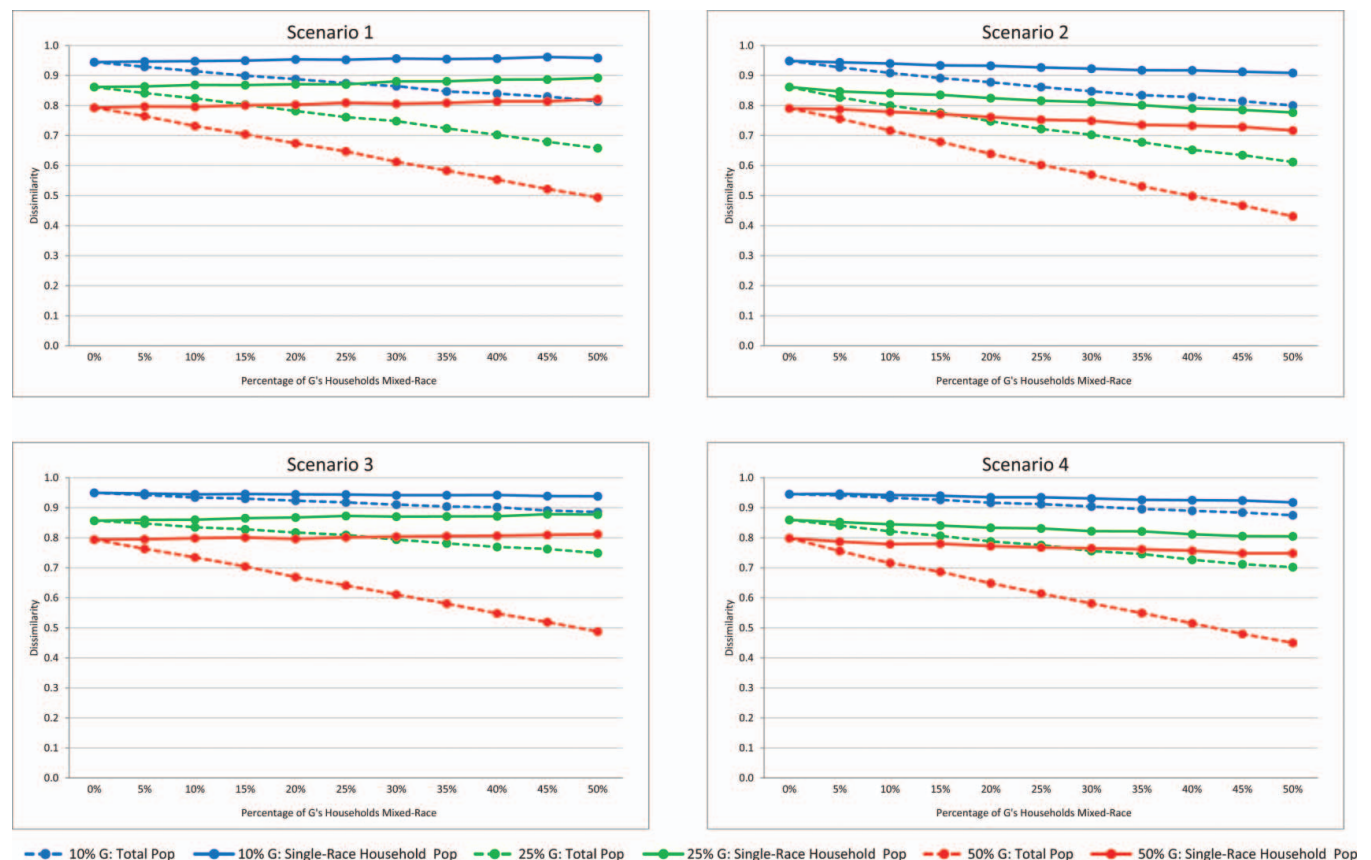 Scenario 1
1.0
0.9
0.8
0.7
0.6
0.5
0.4
0.3
0.2
0.1
0.0
Dissimilarity
0% 5% 10% 15% 20% 25% 30% 35% 40% 45% 50%
Percentage of G's Households Mixed-Race
Scenario 2
1.0
0.9
0.8
0.7
0.6
0.5
0.4
0.3
0.2
0.1
0.0
Dissimilarity
0% 5% 10% 15% 20% 25% 30% 35% 40% 45% 50%
Percentage of G's Households Mixed-Race
Scenario 3
1.0
0.9
0.8
0.7
0.6
0.5
0.4
0.3
0.2
0.1
0.0
Dissimilarity
0% 5% 10% 15% 20% 25% 30% 35% 40% 45% 50%
Percentage of G's Households Mixed-Race
Scenario 4
1.0
0.9
0.8
0.7
0.6
0.5
0.4
0.3
0.2
0.1
0.0
Dissimilarity
0% 5% 10% 15% 20% 25% 30% 35% 40% 45% 50%
Percentage of G's Households Mixed-Race
10% G: Total Pop 10% G: Single-Race Household Pop 25% G: Total Pop 25% G: Single-Race Household Pop 50% G: Total Pop 50% G: Single-Race Household Pop